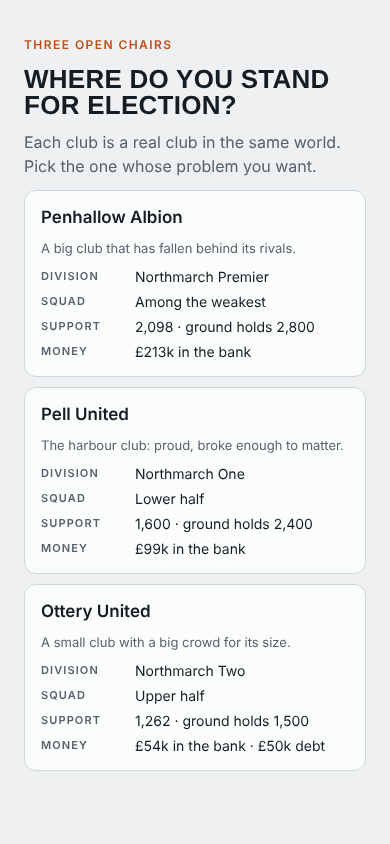 THREE OPEN CHAIRS
WHERE DO YOU STAND
FOR ELECTION?
Each club is a real club in the same world.
Pick the one whose problem you want.
Penhallow Albion
A big club that has fallen behind its rivals.
DIVISION Northmarch Premier
SQUAD Among the weakest
SUPPORT 2,098 · ground holds 2,800
MONEY £213k in the bank
Pell United
The harbour club: proud, broke enough to matter.
DIVISION Northmarch One
SQUAD Lower half
SUPPORT 1,600 · ground holds 2,400
MONEY £99k in the bank
Ottery United
A small club with a big crowd for its size.
DIVISION Northmarch Two
SQUAD Upper half
SUPPORT 1,262 · ground holds 1,500
MONEY £54k in the bank · £50k debt